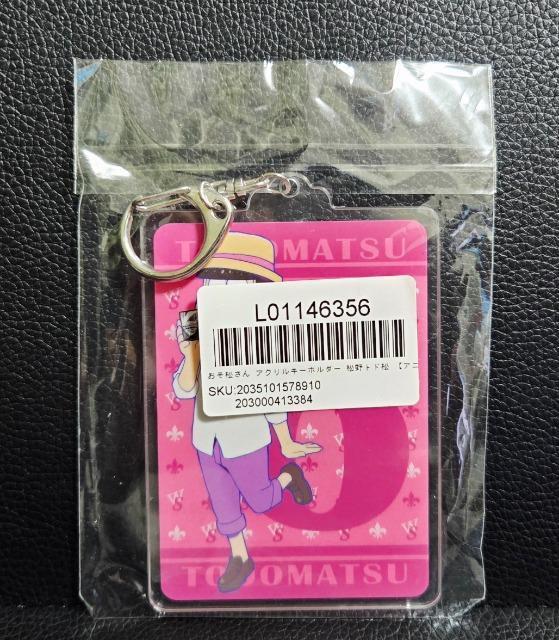 TODOMATSU
L01146356
おそ松さん アクリルキーホルダー 松野トド松 【アニ
SKU:2035101578910
203000413384
TODOMATSU